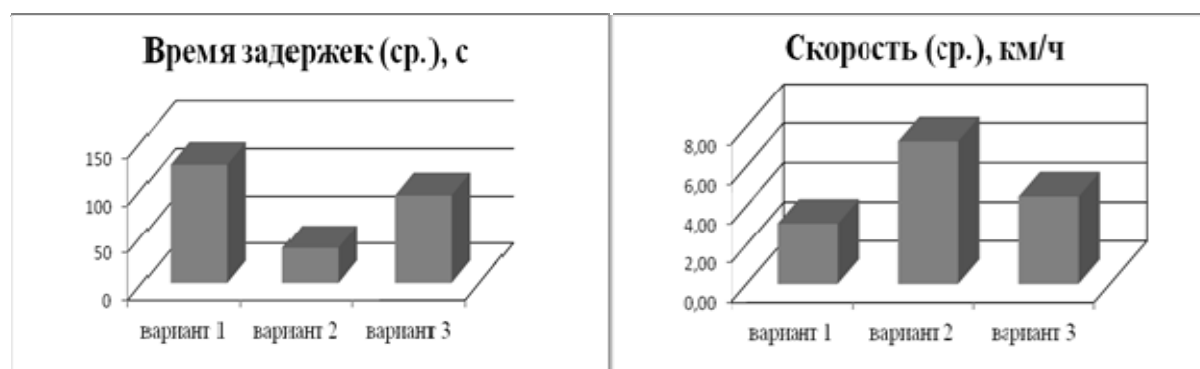 Время задержек (ср.), с
150
100
50
0
вариант 1 вариант 2 вариант 3
Скорость (ср.), км/ч
8,00
6,00
4,00
2,00
0,00
вариант 1 вариант 2 вариант 3